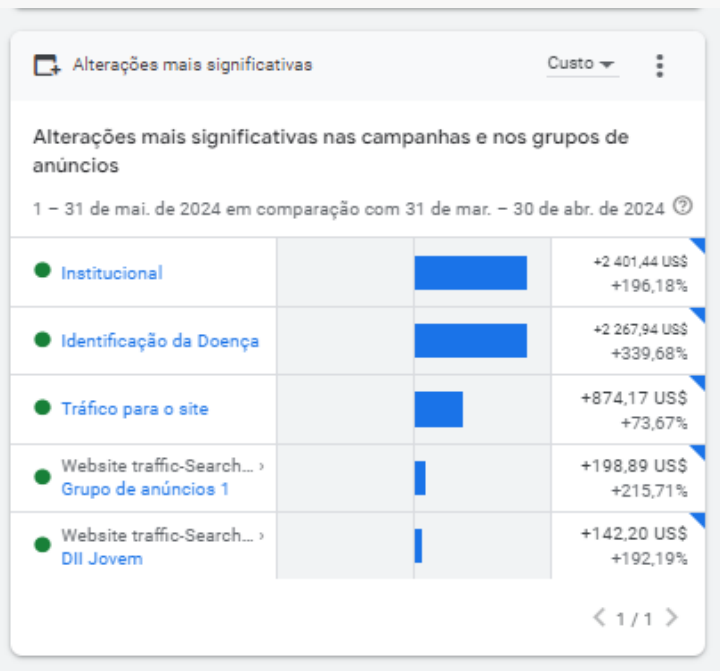 Alterações mais significativas
Custo
Alterações mais significativas nas campanhas e nos grupos de
anúncios
1 – 31 de mai. de 2024 em comparação com 31 de mar. – 30 de abr. de 2024
Institucional
+2 401,44 US$
+196,18%
Identificação da Doença
+2 267,94 US$
+339,68%
Tráfico para o site
+874,17 US$
+73,67%
Website traffic-Search... ›
Grupo de anúncios 1
+198,89 US$
+215,71%
Website traffic-Search... ›
DII Jovem
+142,20 US$
+192,19%
1 / 1